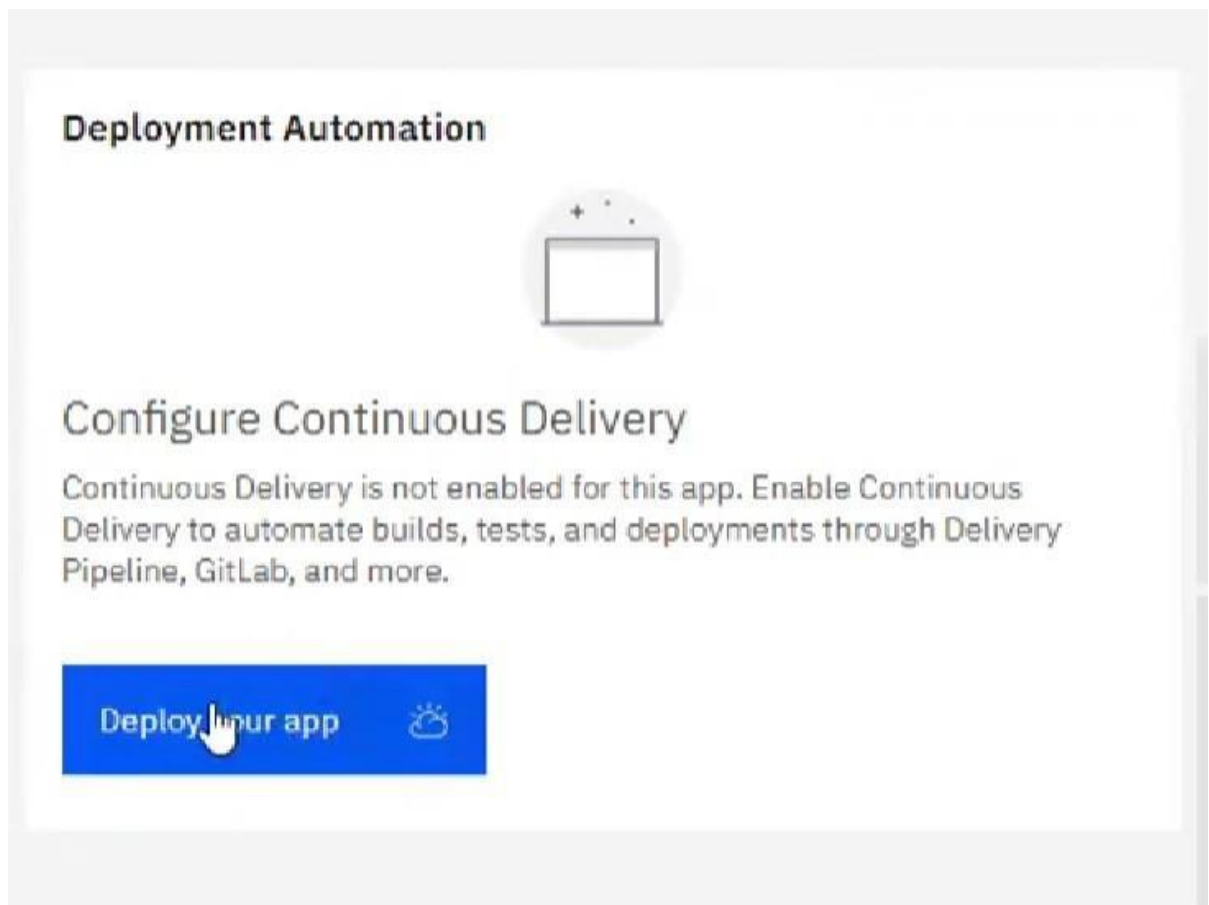 Deployment Automation
Configure Continuous Delivery
Continuous Delivery is not enabled for this app. Enable Continuous
Delivery to automate builds, tests, and deployments through Delivery
Pipeline, GitLab, and more.
Deploy your app